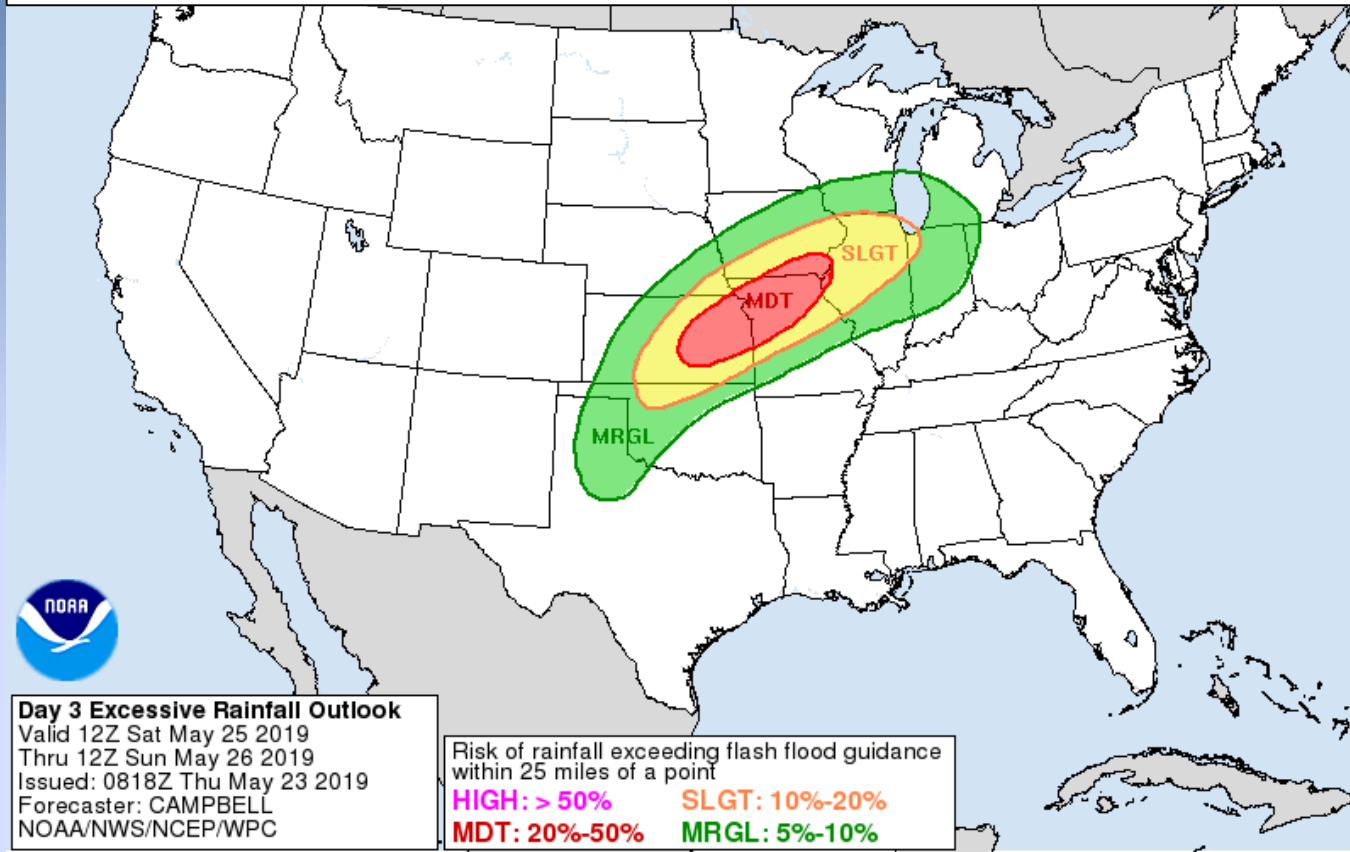 SLGT
MDT
MRGL
NOAA
Day 3 Excessive Rainfall Outlook
Valid 12Z Sat May 25 2019
Thru 12Z Sun May 26 2019
Issued: 0818Z Thu May 23 2019
Forecaster: CAMPBELL
NOAA/NWS/NCEP/WPC
Risk of rainfall exceeding flash flood guidance
within 25 miles of a point
HIGH: > 50% SLGT: 10%-20%
MDT: 20%-50% MRGL: 5%-10%